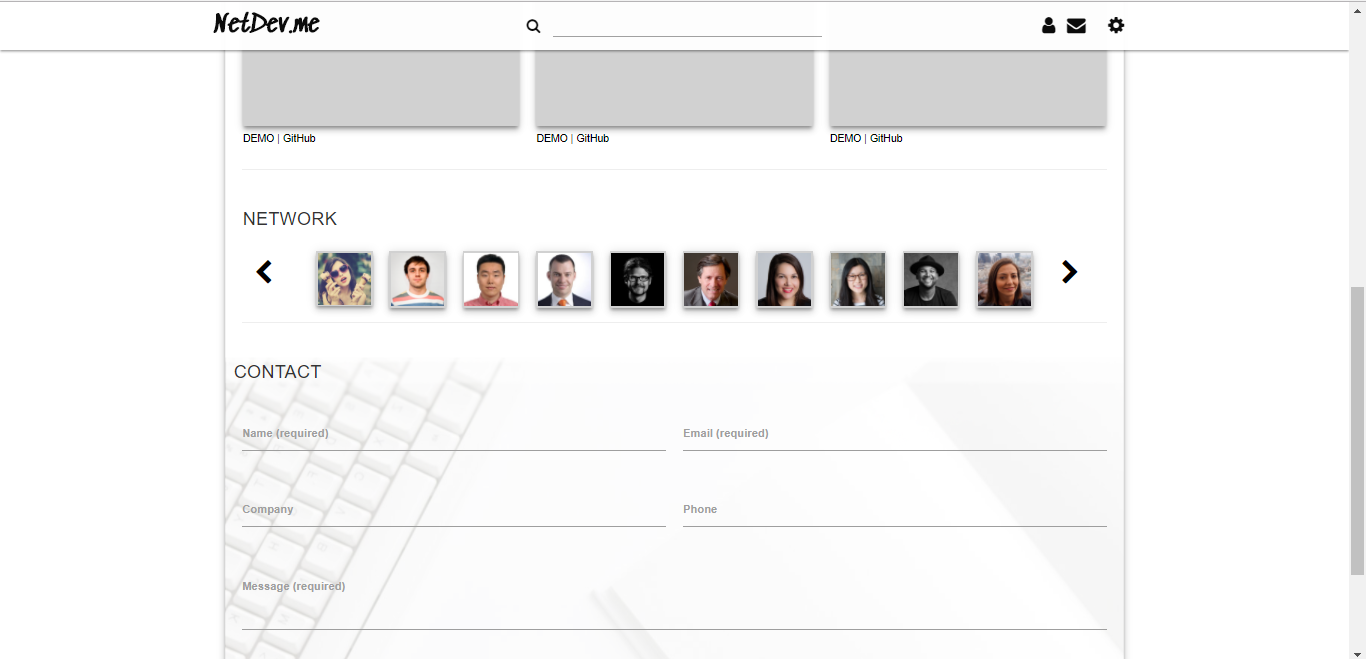 NetDev.me
DEMO | GitHub DEMO | GitHub DEMO | GitHub
NETWORK
CONTACT
Name (required) Email (required)
Company Phone
Message (required)